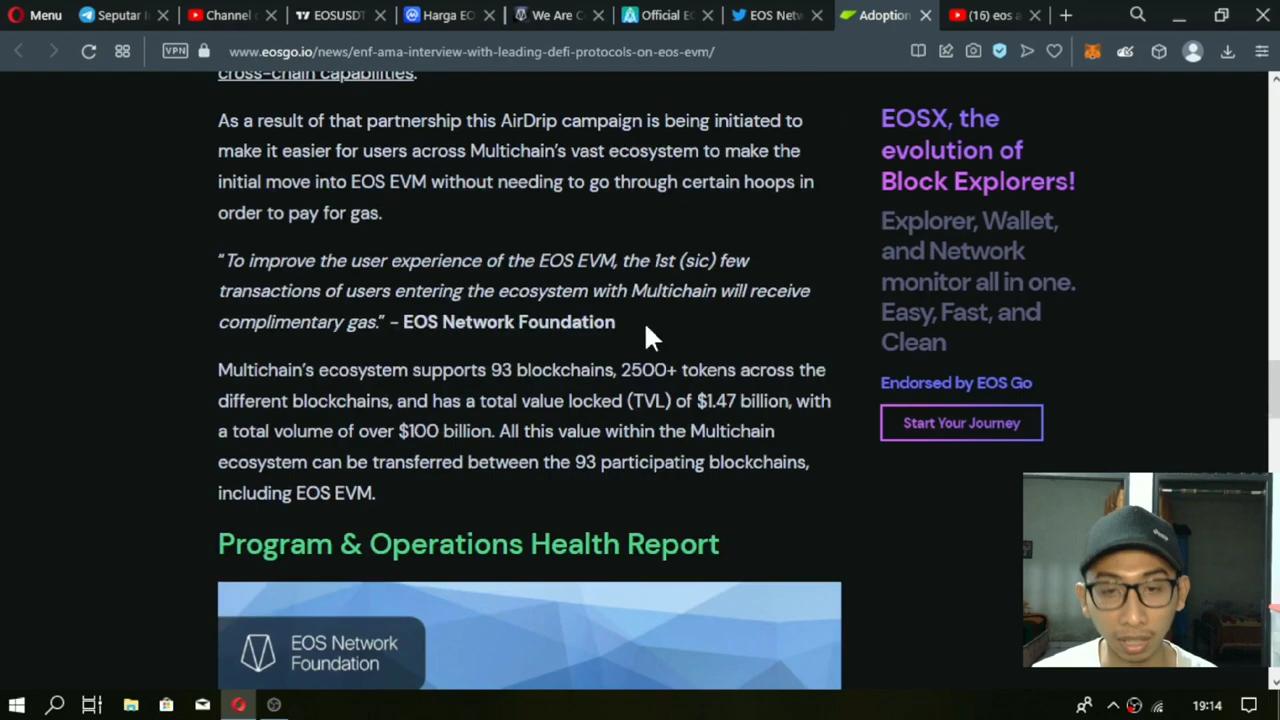 Menu
Seputar
Channel
EOSUSDT
Harga EO
We Are C
Official EC
EOS Netw
Adoption
(16) eos a
VPN
www.eosgo.io/news/enf-ama-interview-with-leading-defi-protocols-on-eos-evm/
cross-chain capabilities.
As a result of that partnership this AirDrip campaign is being initiated to
make it easier for users across Multichain's vast ecosystem to make the
initial move into EOS EVM without needing to go through certain hoops in
order to pay for gas.
"To improve the user experience of the EOS EVM, the 1st (sic) few
transactions of users entering the ecosystem with Multichain will receive
complimentary gas." – EOS Network Foundation
Multichain's ecosystem supports 93 blockchains, 2500+ tokens across the
different blockchains, and has a total value locked (TVL) of $1.47 billion, with
a total volume of over $100 billion. All this value within the Multichain
ecosystem can be transferred between the 93 participating blockchains,
including EOS EVM.
Program & Operations Health Report
EOS Network
Foundation
EOSX, the
evolution of
Block Explorers!
Explorer, Wallet,
and Network
monitor all in one.
Easy, Fast, and
Clean
Endorsed by EOS Go
Start Your Journey
19:14